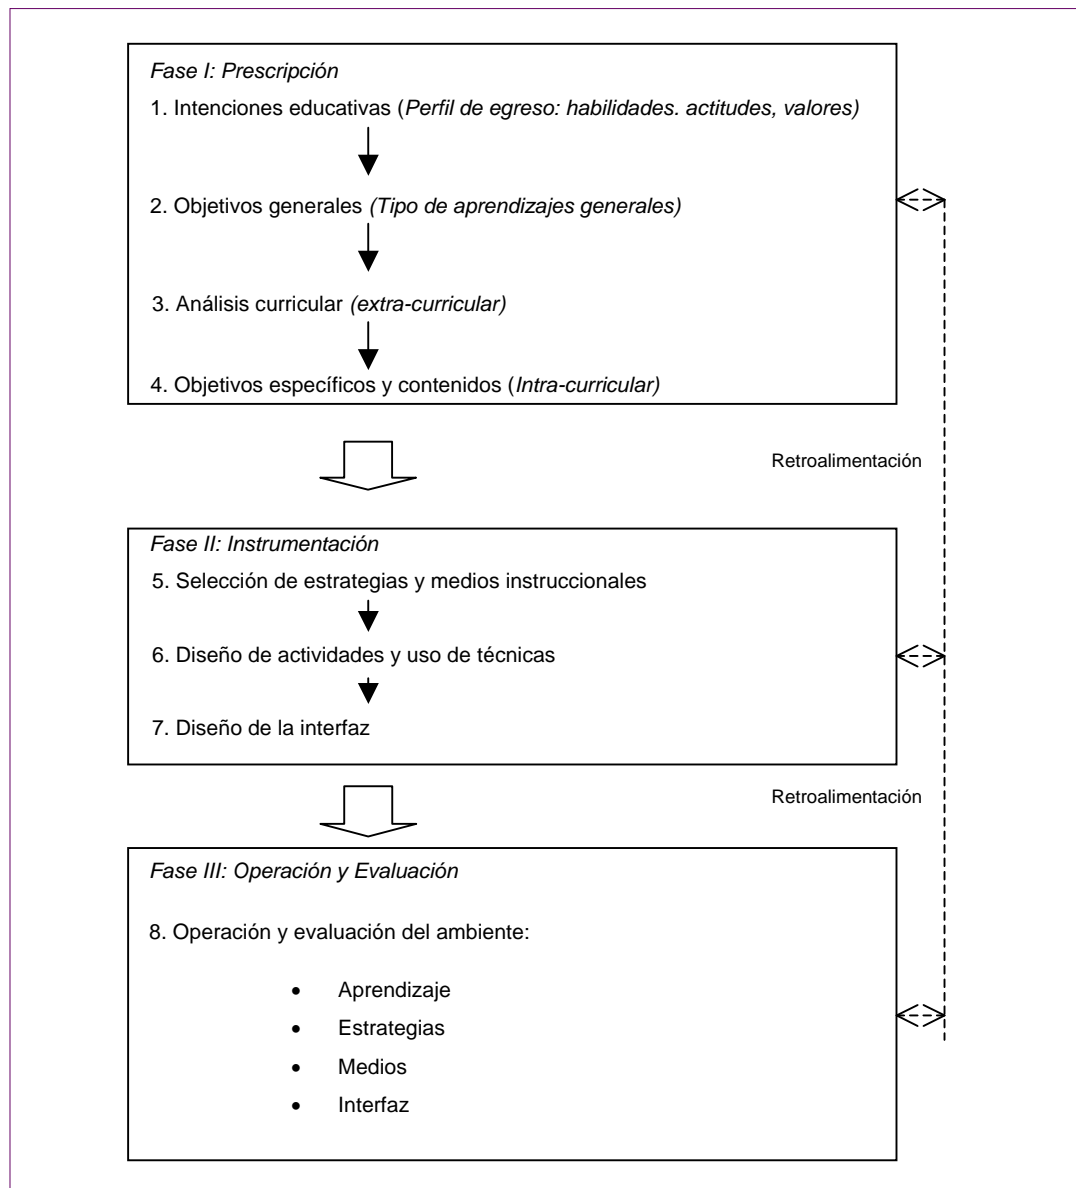 Fase I: Prescripción
1. Intenciones educativas (Perfil de egreso: habilidades. actitudes, valores)
2. Objetivos generales (Tipo de aprendizajes generales)
3. Análisis curricular (extra-curricular)
4. Objetivos específicos y contenidos (Intra-curricular)
Retroalimentación
Fase II: Instrumentación
5. Selección de estrategias y medios instruccionales
6. Diseño de actividades y uso de técnicas
7. Diseño de la interfaz
Retroalimentación
Fase III: Operación y Evaluación
8. Operación y evaluación del ambiente:
• Aprendizaje
• Estrategias
• Medios
• Interfaz